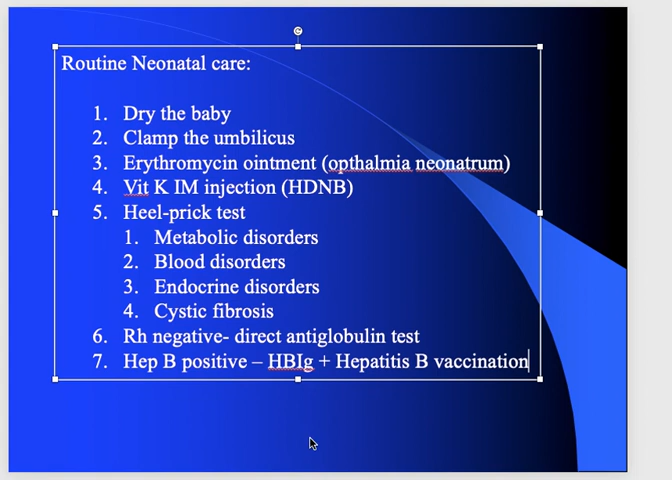 Routine Neonatal care:
1. Dry the baby
2. Clamp the umbilicus
3. Erythromycin ointment (opthalmia neonatrum)
4. Vit K IM injection (HDNB)
5. Heel-prick test
1. Metabolic disorders
2. Blood disorders
3. Endocrine disorders
4. Cystic fibrosis
6. Rh negative- direct antiglobulin test
7. Hep B positive – HBIg + Hepatitis B vaccination